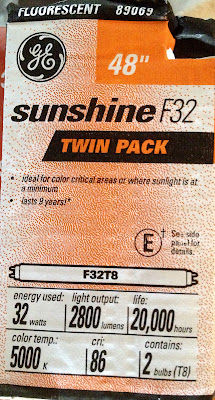 FLUORESCENT 89069
GE
48"
sunshine F32
TWIN PACK
• ideal for color critical areas or where sunlight is at
a minimum
• lasts 9 years!*
E † See side
panel for
details.
F32T8
energy used: light output: life:
32 watts 2800 lumens 20,000 hours
color temp.: cri: contains:
5000 K 86 2 bulbs (T8)